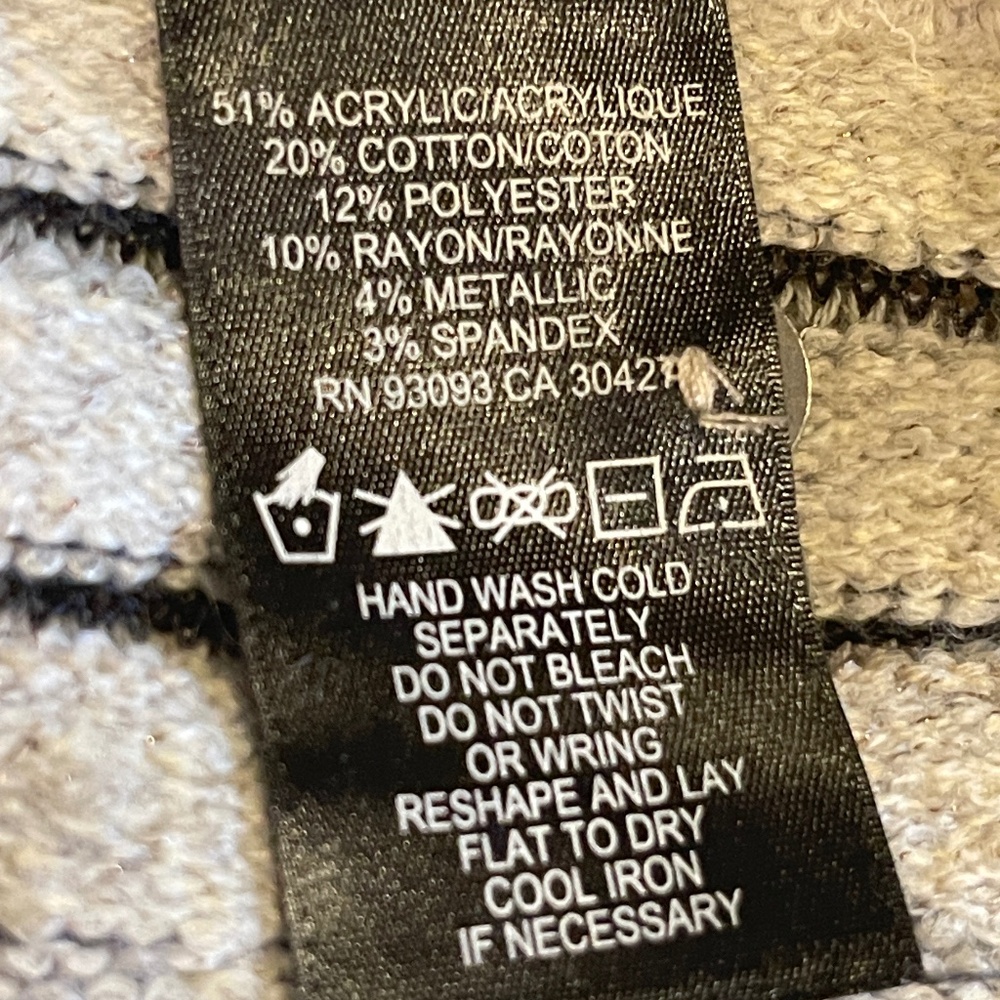 51% ACRYLIC/ACRYLIQUE
20% COTTON/COTON
12% POLYESTER
10% RAYON/RAYONNE
4% METALLIC
3% SPANDEX
RN 93093 CA
HAND WASH COLD
SEPARATELY
DO NOT BLEACH
DO NOT TWIST
OR WRING
RESHAPE AND LAY
FLAT TO DRY
COOL IRON
IF NECESSARY